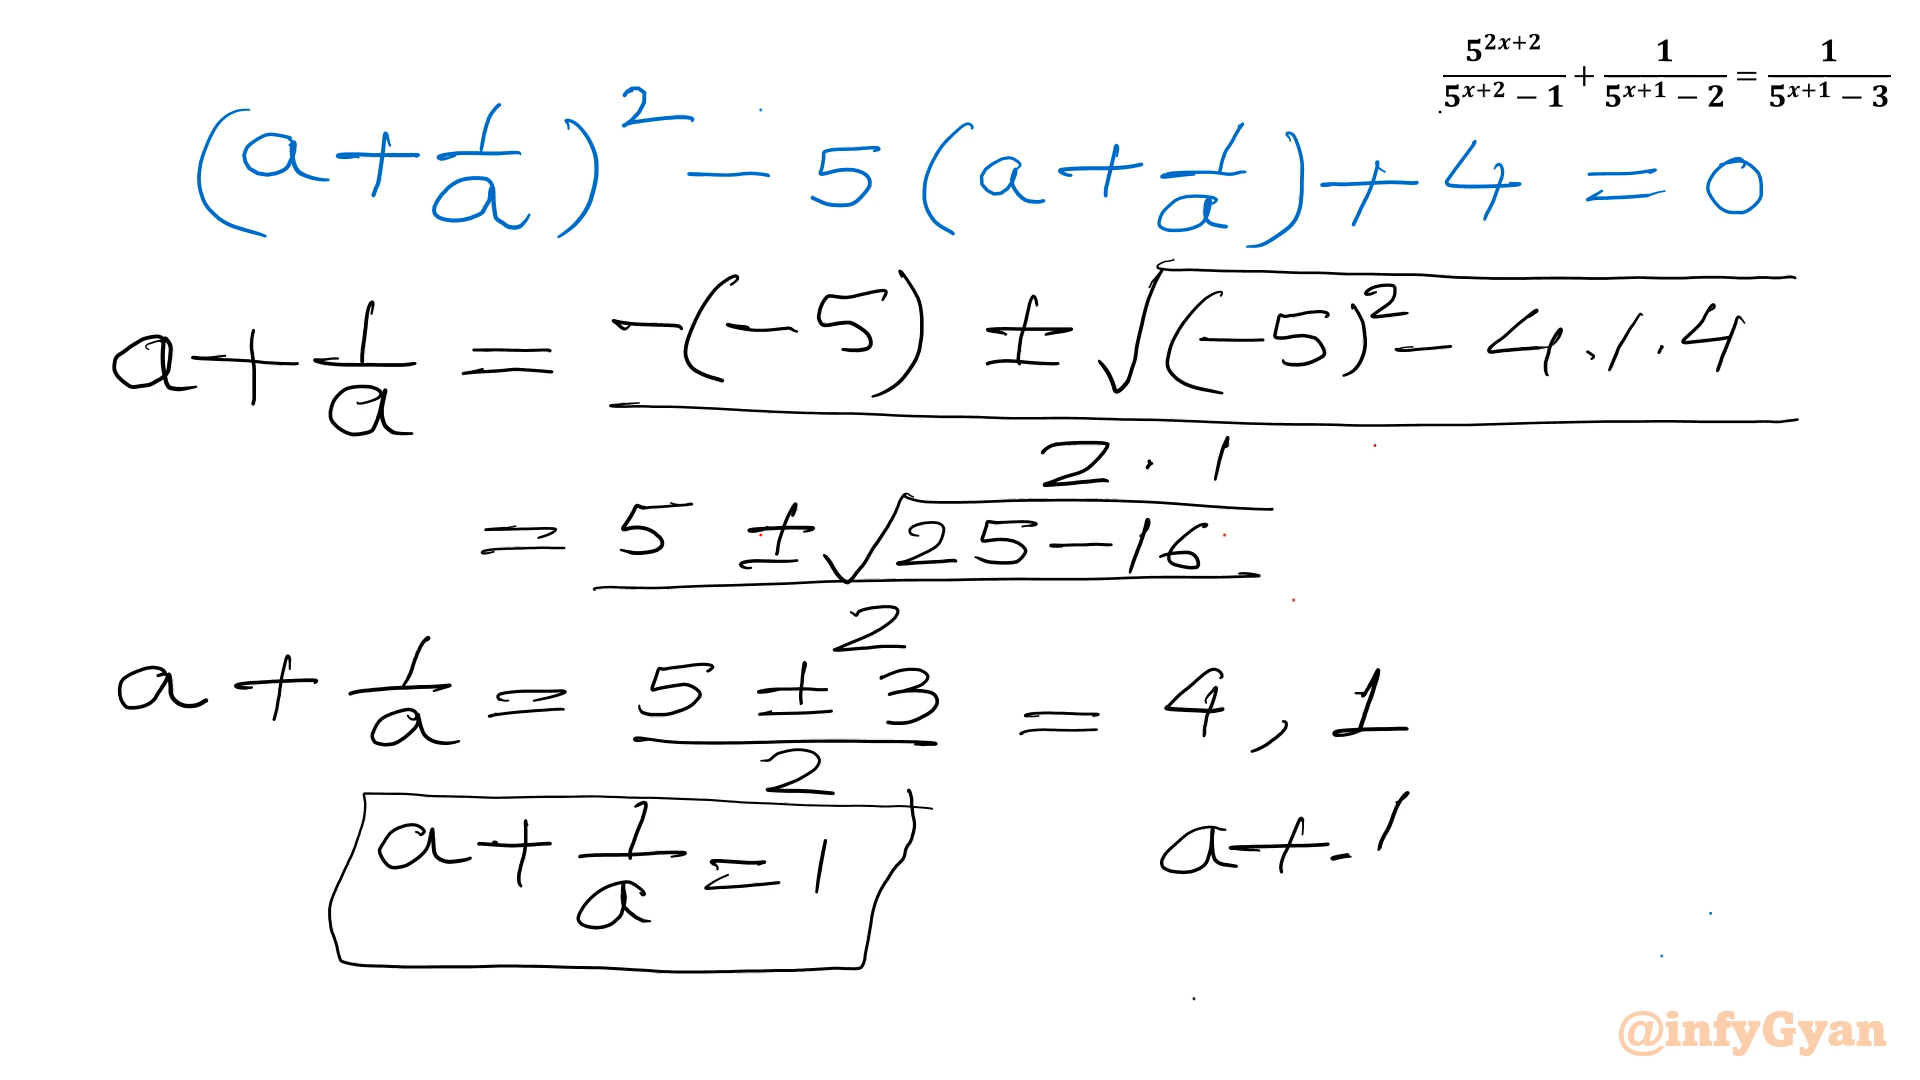 5^{2x+2}/(5^{x+2} − 1) + 1/(5^{x+1} − 2) = 1/(5^{x+1} − 3)
(a + 1/a)^2 − 5(a + 1/a) + 4 = 0
a + 1/a = (−(−5) ± √((−5)^2 − 4.1.4))/(2 · 1)
= (5 ± √(25 − 16))/2
a + 1/a = (5 ± 3)/2 = 4, 1
a + 1/a = 1
a + 1
@infyGyan